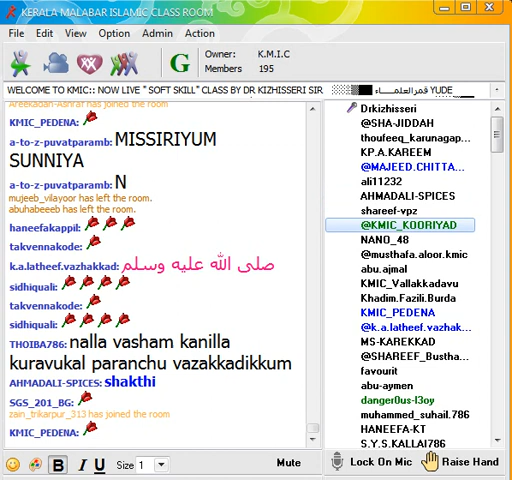 KERALA MALABAR ISLAMIC CLASS ROOM
File Edit View Option Admin Action
G
Owner: K.M.I.C
Members 195
WELCOME TO KMIC:: NOW LIVE " SOFT SKILL" CLASS BY DR KIZHISSERI SIR قمرالعلمـــاء YUDE
Areekadan-Ashraf has joined the room
KMIC_PEDENA:
a-to-z-puvatparamb: MISSIRIYUM
SUNNIYA
a-to-z-puvatparamb: N
mujeeb_vilayoor has left the room.
abuhabeeeb has left the room.
haneefakappil:
takvennakode:
k.a.latheef.vazhakkad: صلى الله عليه وسلم
sidhiquali:
takvennakode:
sidhiquali:
THOIBA786: nalla vasham kanilla
kuravukal paranchu vazakkadikkum
AHMADALI-SPICES: shakthi
SGS_201_BG:
zain_trikarpur_313 has joined the room
KMIC_PEDENA:
B I U Size 1 Mute
Drkizhisseri
@SHA-JIDDAH
thoufeeq_karunagap...
KP.A.KAREEM
@MAJEED.CHITTA...
ali11232
AHMADALI-SPICES
shareef-vpz
@KMIC_KOORIYAD
NANO_48
@musthafa.aloor.kmic
abu.ajmal
KMIC_Vallakkadavu
Khadim.Fazili.Burda
KMIC_PEDENA
@k.a.latheef.vazhak...
MS-KAREKKAD
@SHAREEF_Bustha...
favourit
abu-aymen
danger0us-l3oy
muhammed_suhail.786
HANEEFA-KT
S.Y.S.KALLAI786
Lock On Mic Raise Hand